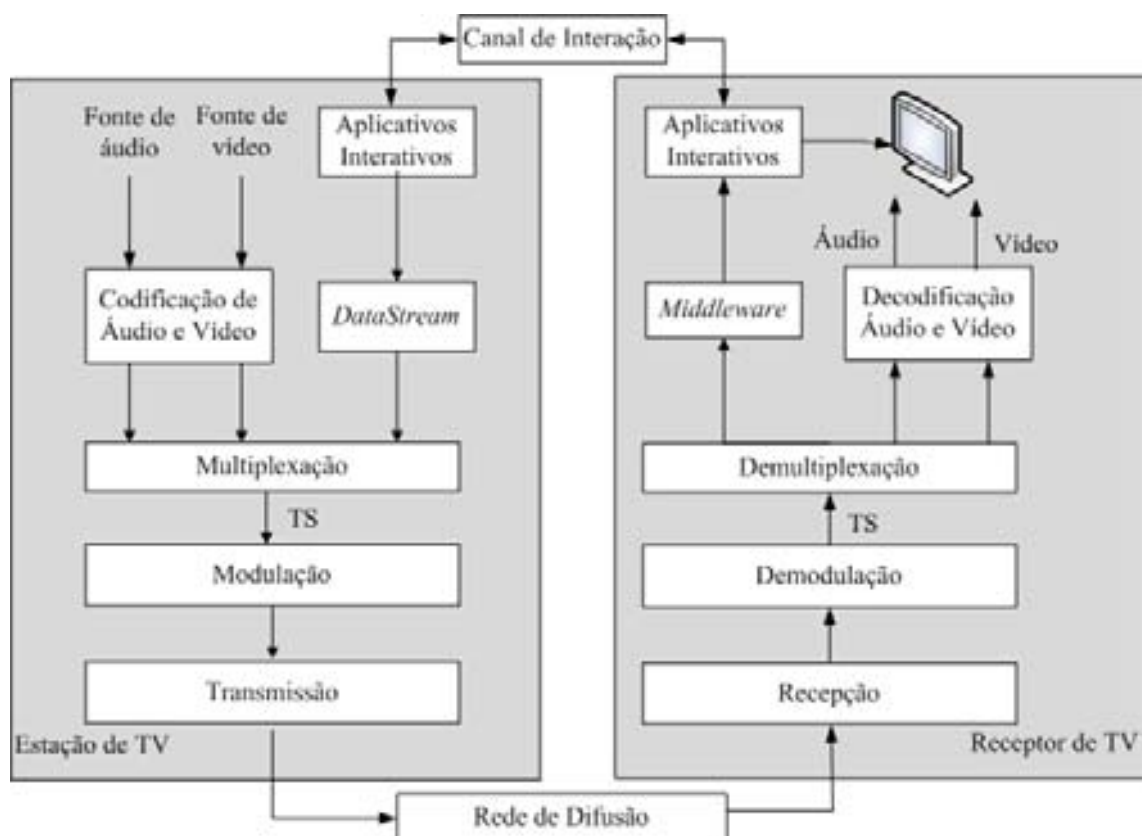 Canal de Interação
Fonte de
áudio
Fonte de
vídeo
Aplicativos
Interativos
Codificação de
Áudio e Vídeo
DataStream
Multiplexação
TS
Modulação
Transmissão
Estação de TV
Aplicativos
Interativos
Áudio
Vídeo
Middleware
Decodificação
Áudio e Vídeo
Demultiplexação
TS
Demodulação
Recepção
Receptor de TV
Rede de Difusão